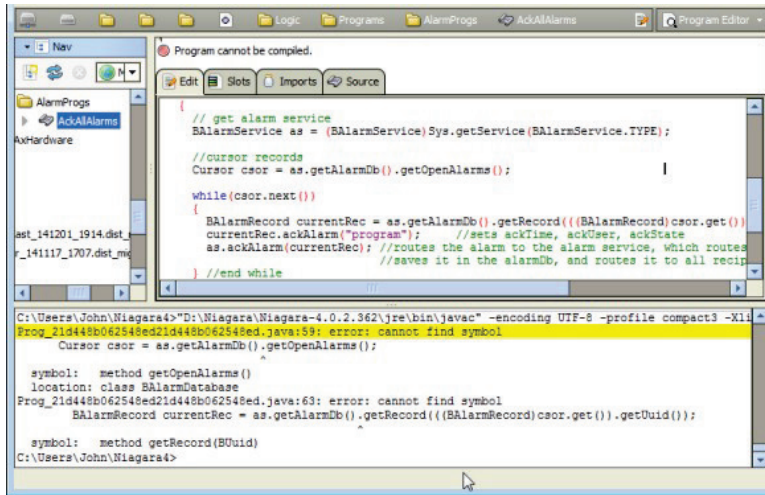 Logic Programs AlarmProgs AckAllAlarms Program Editor
Nav
Program cannot be compiled.
Edit Slots Imports Source
AlarmProgs
AckAllAlarms
AxHardware
ast_141201_1914.dist_
r_141117_1707.dist_mig
{
// get alarm service
BAlarmService as = (BAlarmService)Sys.getService(BAlarmService.TYPE);
//cursor records
Cursor csor = as.getAlarmDb().getOpenAlarms();
while(csor.next())
{
BAlarmRecord currentRec = as.getAlarmDb().getRecord(((BAlarmRecord)csor.get())
currentRec.ackAlarm("program"); //sets ackTime, ackUser, ackState
as.ackAlarm(currentRec); //routes the alarm to the alarm service, which routes
//saves it in the alarmDb, and routes it to all recip
} //end while
C:\Users\John\Niagara4>"D:\Niagara\Niagara-4.0.2.362\jre\bin\javac" -encoding UTF-8 -profile compact3 -Xli
Prog_21d448b062548ed21d448b062548ed.java:59: error: cannot find symbol
Cursor csor = as.getAlarmDb().getOpenAlarms();
^
symbol: method getOpenAlarms()
location: class BAlarmDatabase
Prog_21d448b062548ed21d448b062548ed.java:63: error: cannot find symbol
BAlarmRecord currentRec = as.getAlarmDb().getRecord(((BAlarmRecord)csor.get()).getUuid());
^
symbol: method getRecord(BUuid)
C:\Users\John\Niagara4>